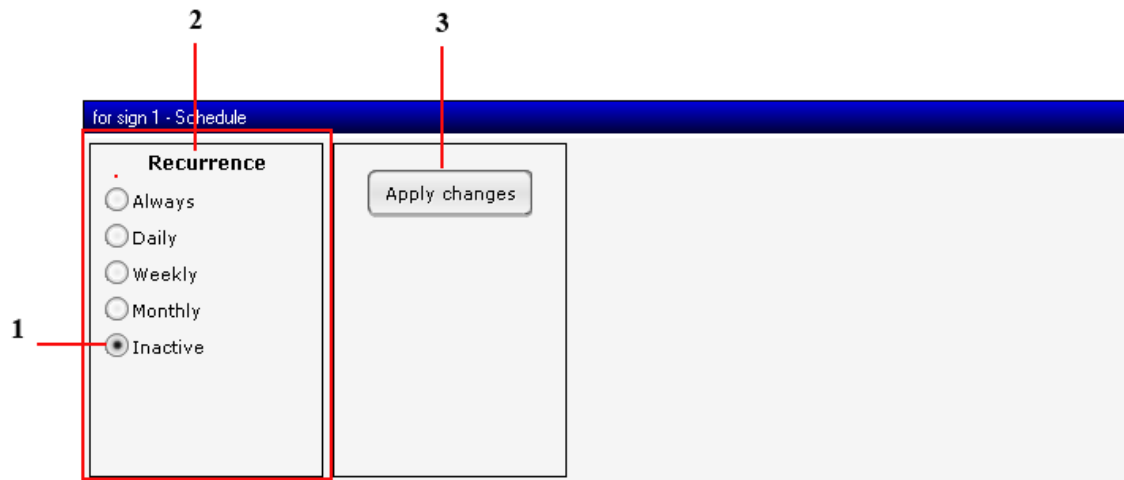 2 3
for sign 1 - Schedule
Recurrence
Always
Daily
Weekly
Monthly
1
Inactive
Apply changes